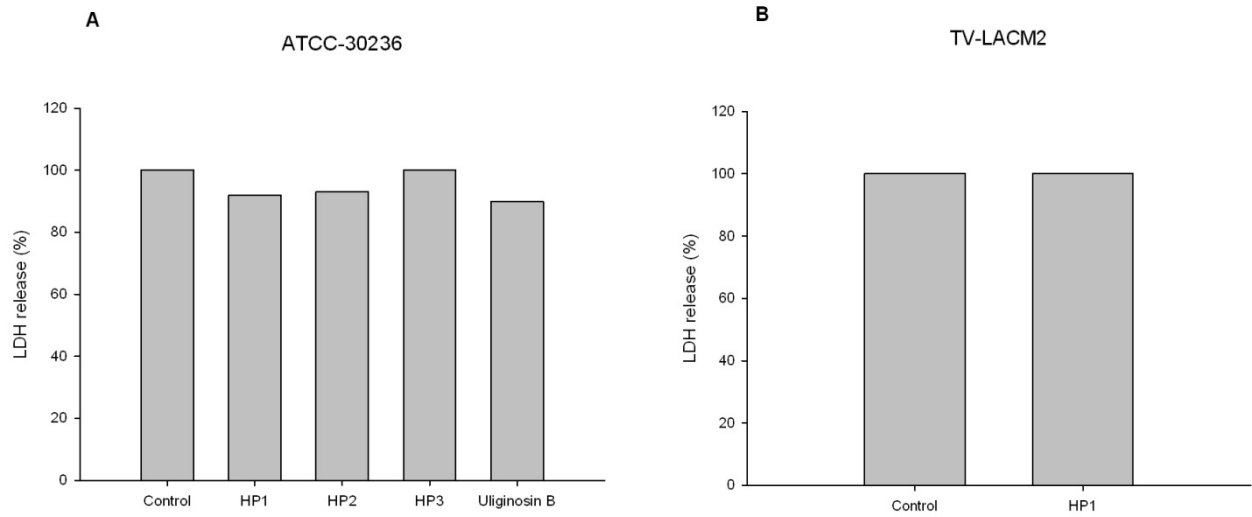 A
ATCC-30236
LDH release (%)
120
100
80
60
40
20
0
Control HP1 HP2 HP3 Uliginosin B
B
TV-LACM2
LDH release (%)
120
100
80
60
40
20
0
Control HP1